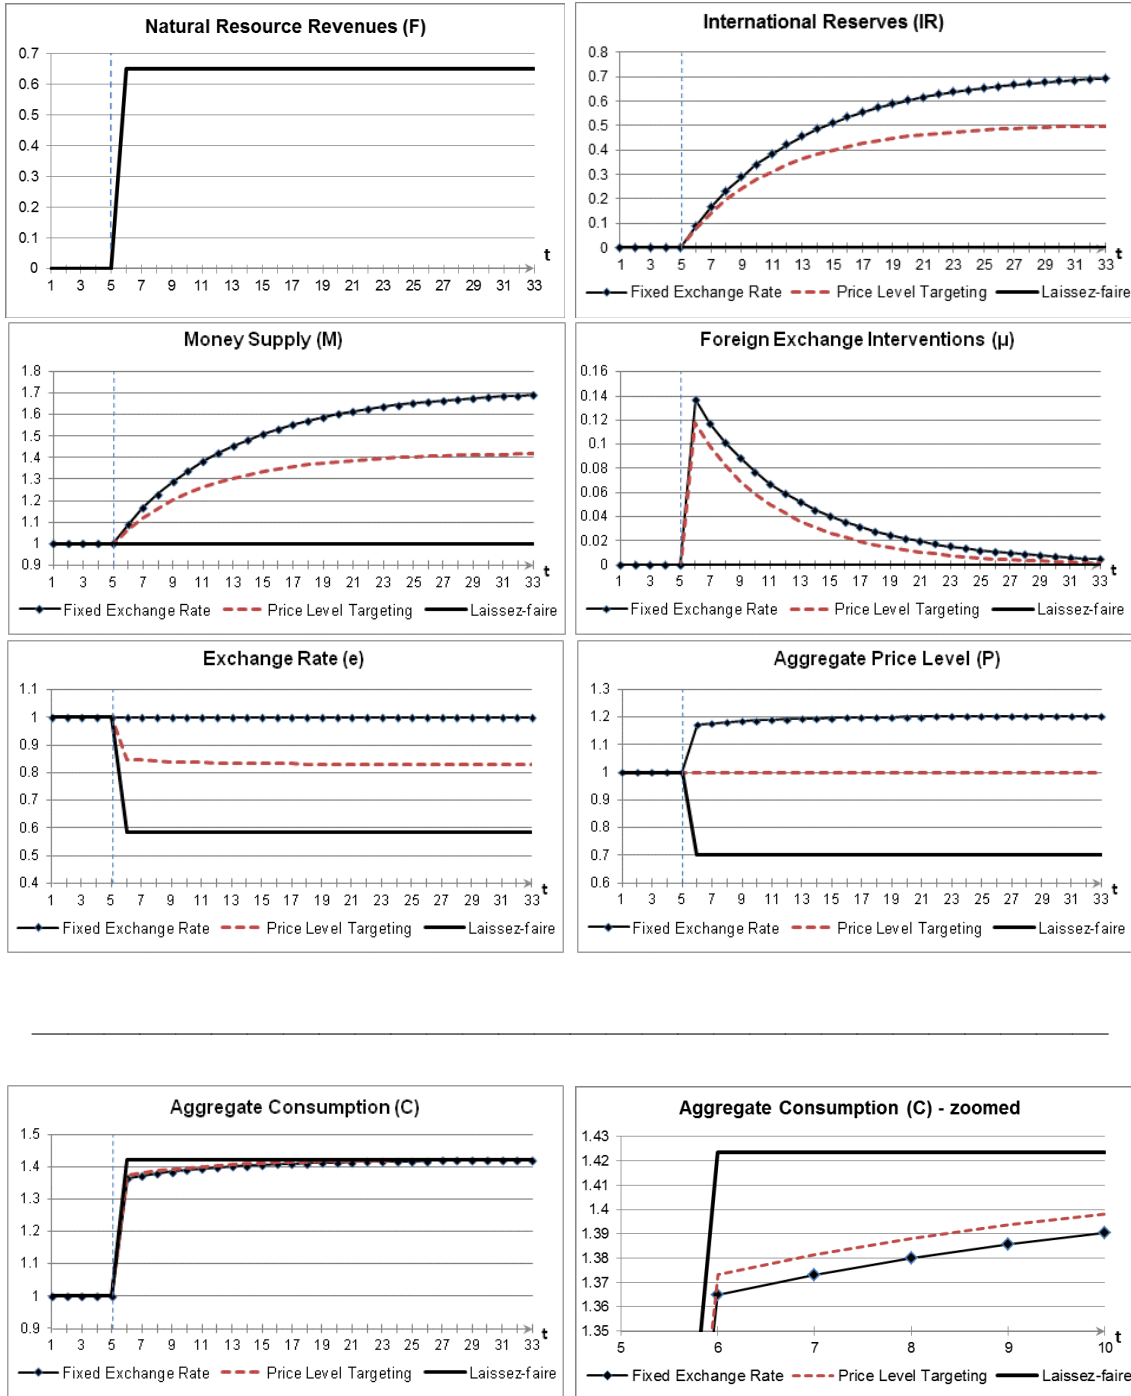 Natural Resource Revenues (F)
0.7
0.6
0.5
0.4
0.3
0.2
0.1
0
t
1 3 5 7 9 11 13 15 17 19 21 23 25 27 29 31 33
International Reserves (IR)
0.8
0.7
0.6
0.5
0.4
0.3
0.2
0.1
0
t
1 3 5 7 9 11 13 15 17 19 21 23 25 27 29 31 33
Fixed Exchange Rate Price Level Targeting Laissez-faire
Money Supply (M)
1.8
1.7
1.6
1.5
1.4
1.3
1.2
1.1
1
0.9
t
1 3 5 7 9 11 13 15 17 19 21 23 25 27 29 31 33
Fixed Exchange Rate Price Level Targeting Laissez-faire
Foreign Exchange Interventions (μ)
0.16
0.14
0.12
0.1
0.08
0.06
0.04
0.02
0
t
1 3 5 7 9 11 13 15 17 19 21 23 25 27 29 31 33
Fixed Exchange Rate Price Level Targeting Laissez-faire
Exchange Rate (e)
1.1
1
0.9
0.8
0.7
0.6
0.5
0.4
t
1 3 5 7 9 11 13 15 17 19 21 23 25 27 29 31 33
Fixed Exchange Rate Price Level Targeting Laissez-faire
Aggregate Price Level (P)
1.3
1.2
1.1
1
0.9
0.8
0.7
0.6
t
1 3 5 7 9 11 13 15 17 19 21 23 25 27 29 31 33
Fixed Exchange Rate Price Level Targeting Laissez-faire
Aggregate Consumption (C)
1.5
1.4
1.3
1.2
1.1
1
0.9
t
1 3 5 7 9 11 13 15 17 19 21 23 25 27 29 31 33
Fixed Exchange Rate Price Level Targeting Laissez-faire
Aggregate Consumption (C) - zoomed
1.43
1.42
1.41
1.4
1.39
1.38
1.37
1.36
1.35
t
5 6 7 8 9 10
Fixed Exchange Rate Price Level Targeting Laissez-faire